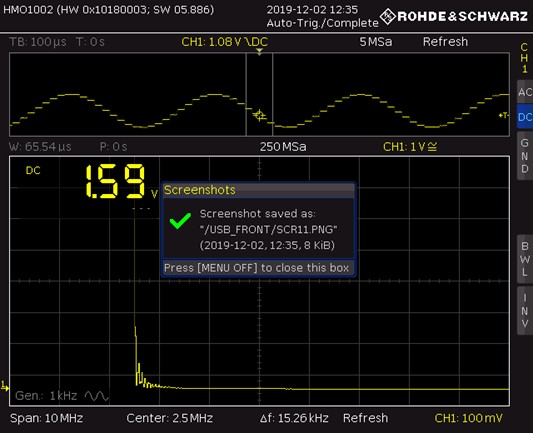 HMO1002 (HW 0x10180003; SW 05.886)
2019-12-02 12:35
Auto-Trig./Complete
ROHDE&SCHWARZ
TB: 100 µs T: 0 s CH1: 1.08 V \ DC 5 MSa Refresh
CH1
AC
DC
GND
W: 65.54 µs P: 0 s 250 MSa CH1: 1 V ≅
DC 1.59 V
Screenshots
Screenshot saved as:
"/USB_FRONT/SCR11.PNG"
(2019-12-02, 12:35, 8 KiB)
Press [MENU OFF] to close this box
BWL
INV
1
Gen.: 1kHz
Span: 10 MHz Center: 2.5 MHz Δf: 15.26 kHz Refresh CH1: 100 mV